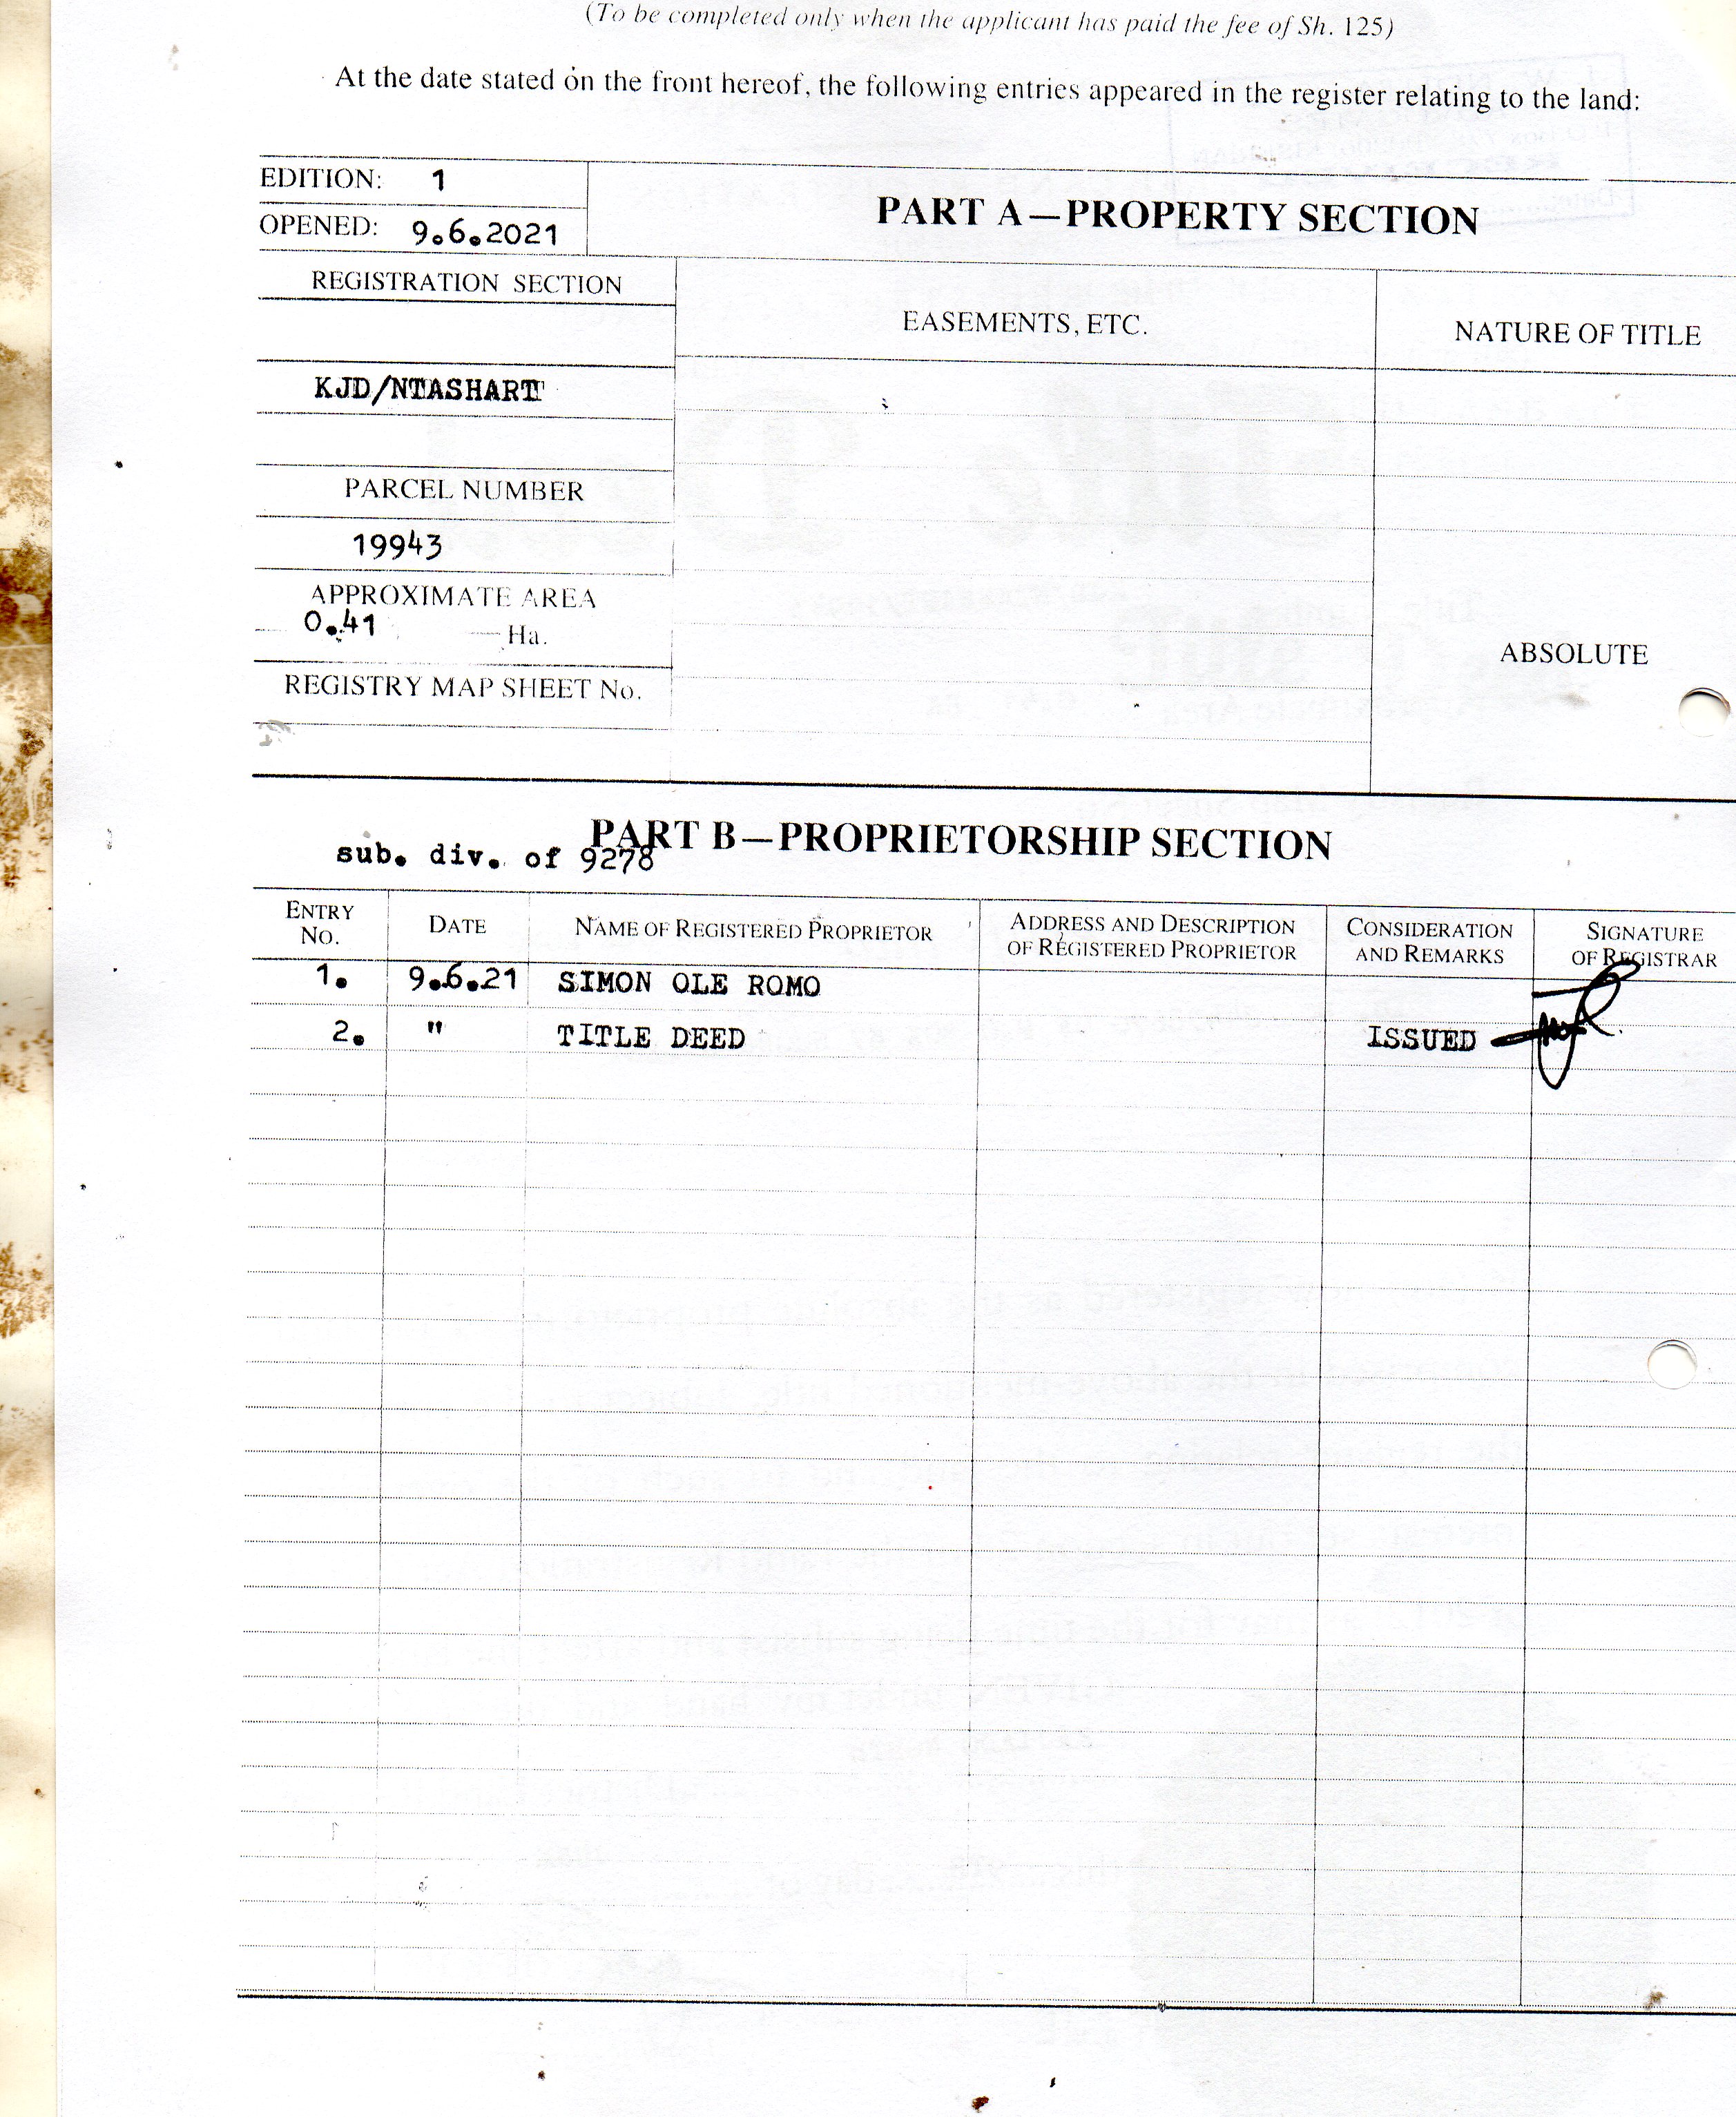 (To be completed only when the applicant has paid the fee of Sh. 125)
At the date stated on the front hereof, the following entries appeared in the register relating to the land:
EDITION: 1
OPENED: 9.6.2021
PART A—PROPERTY SECTION
REGISTRATION SECTION
EASEMENTS, ETC.
NATURE OF TITLE
KJD/NTASHART
PARCEL NUMBER
19943
APPROXIMATE AREA
0.41 Ha.
ABSOLUTE
REGISTRY MAP SHEET No.
PART B—PROPRIETORSHIP SECTION
sub. div. of 9278
ENTRY No. DATE NAME OF REGISTERED PROPRIETOR ADDRESS AND DESCRIPTION OF REGISTERED PROPRIETOR CONSIDERATION AND REMARKS SIGNATURE OF REGISTRAR
1. 9.6.21 SIMON OLE ROMO
2. " TITLE DEED ISSUED